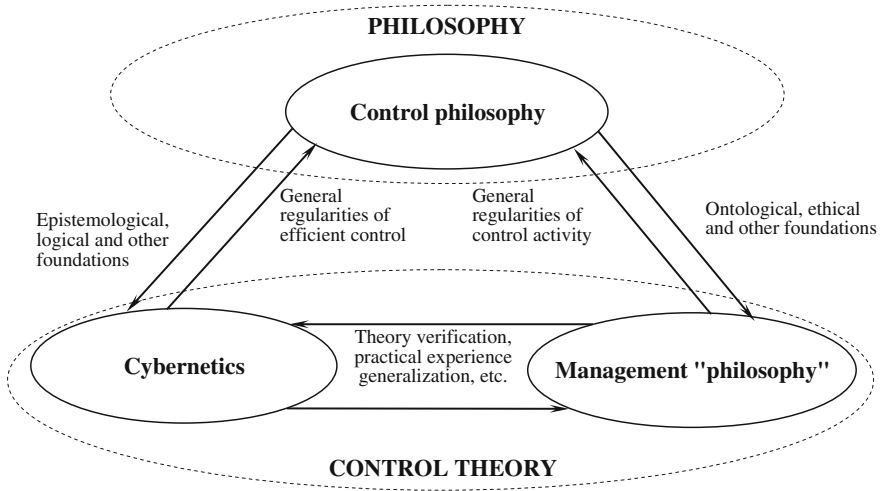 PHILOSOPHY
Control philosophy
Epistemological,
logical and other
foundations
General
regularities of
efficient control
General
regularities of
control activity
Ontological, ethical
and other foundations
Cybernetics
Theory verification,
practical experience
generalization, etc.
Management "philosophy"
CONTROL THEORY